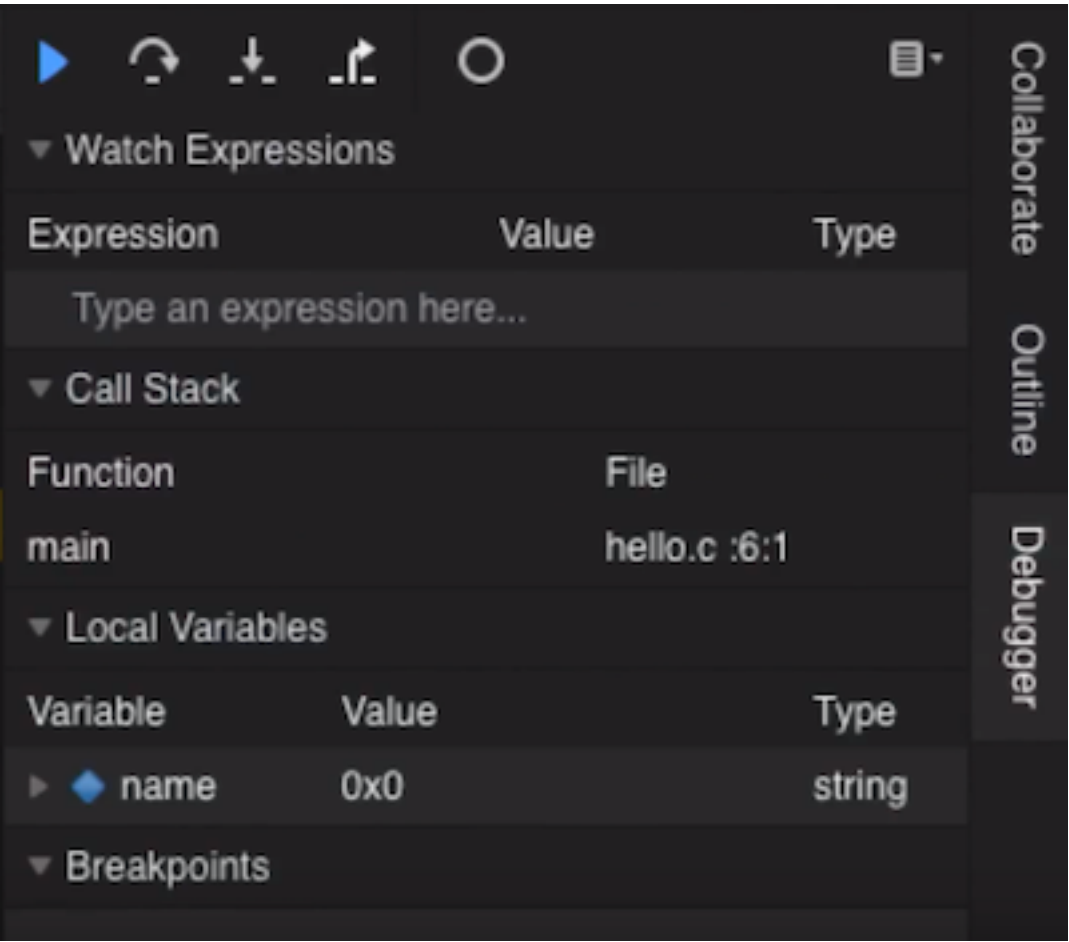 Watch Expressions
Expression Value Type
Type an expression here...
Call Stack
Function File
main hello.c :6:1
Local Variables
Variable Value Type
name 0x0 string
Breakpoints
Collaborate
Outline
Debugger